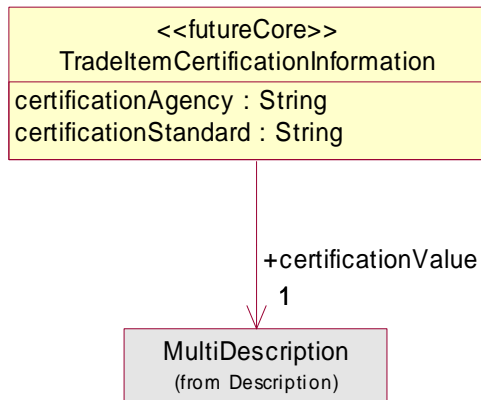 <<futureCore>>
TradeItemCertificationInformation
certificationAgency : String
certificationStandard : String
+certificationValue
1
MultiDescription
(from Description)